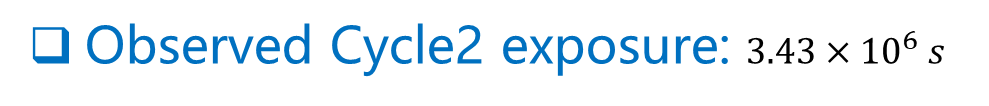 ❑ Observed Cycle2 exposure: 3.43 × 10⁶ s